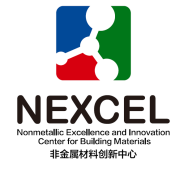 NEXCEL
Nonmetallic Excellence and Innovation
Center for Building Materials
非金属材料创新中心